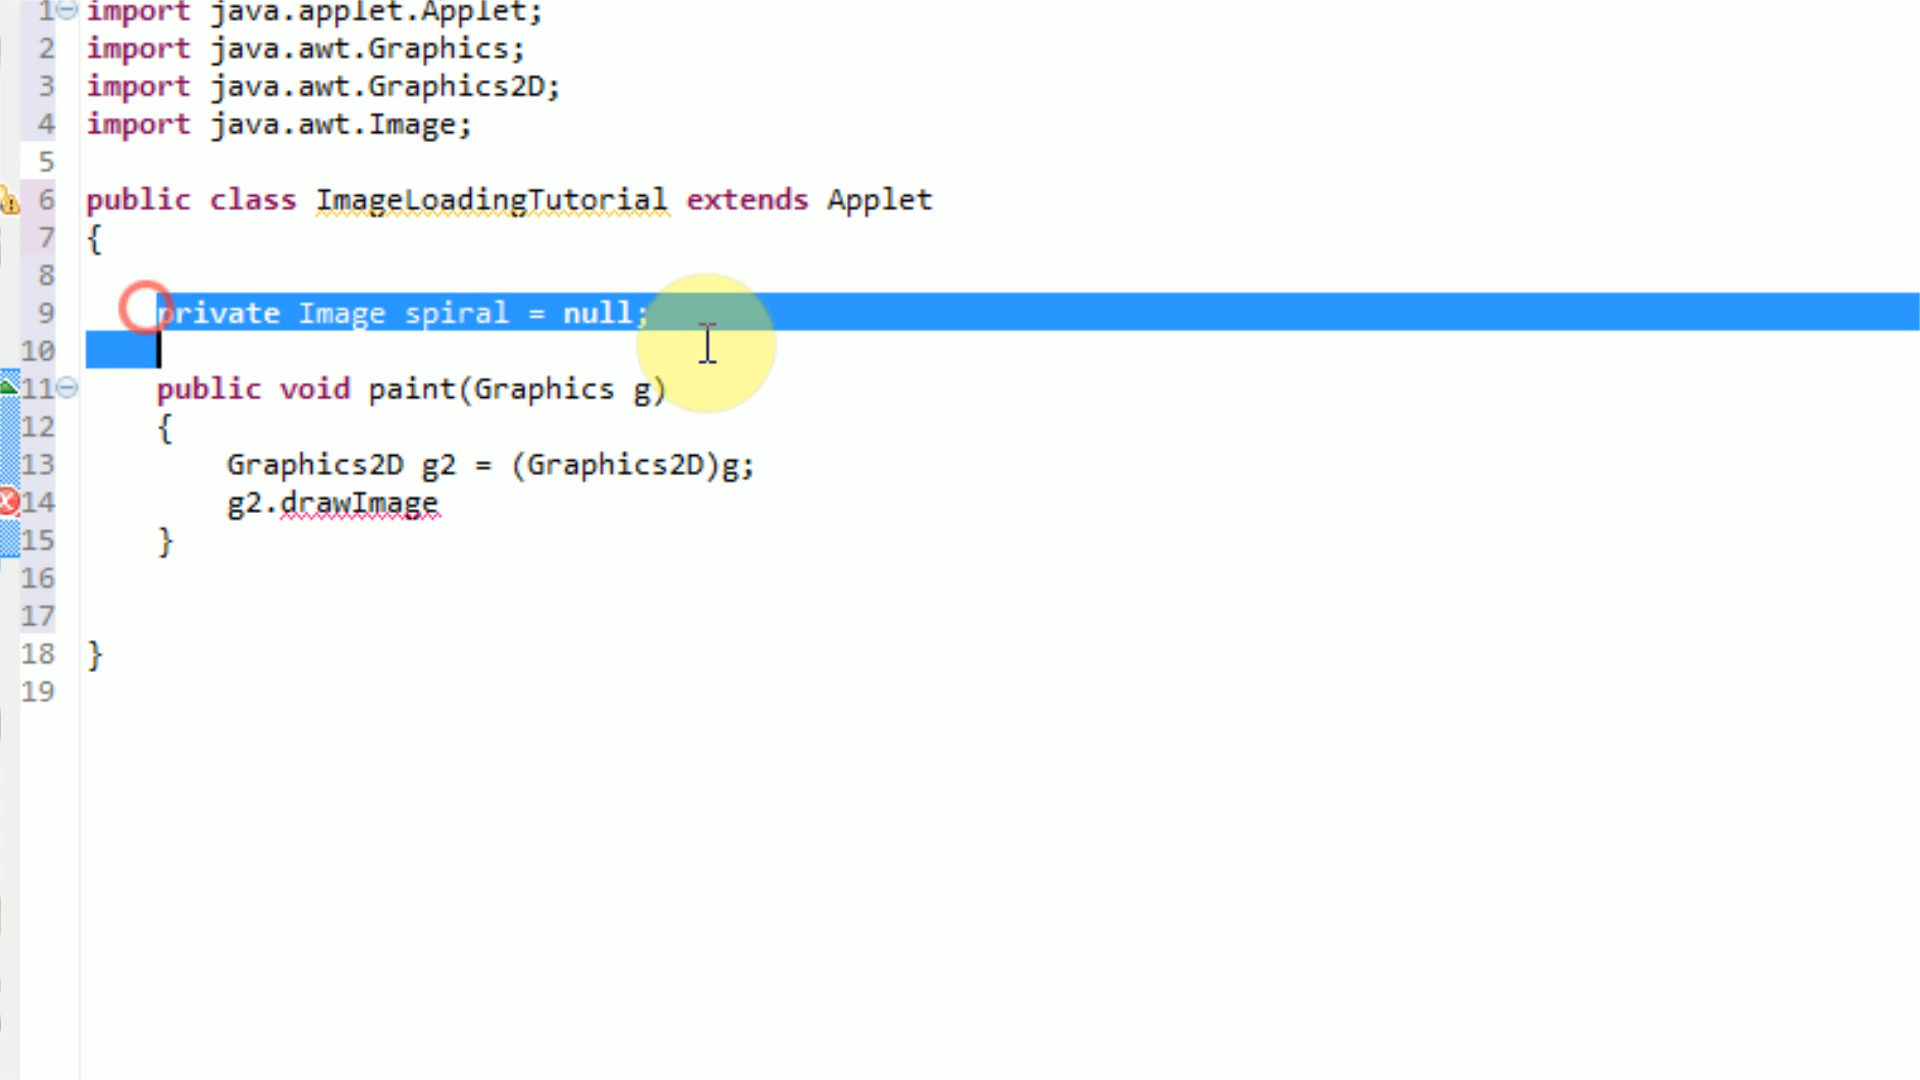 1 import java.applet.Applet;
2 import java.awt.Graphics;
3 import java.awt.Graphics2D;
4 import java.awt.Image;
5
6 public class ImageLoadingTutorial extends Applet
7 {
8
9 private Image spiral = null;
10
11 public void paint(Graphics g)
12 {
13 Graphics2D g2 = (Graphics2D)g;
14 g2.drawImage
15 }
16
17
18 }
19